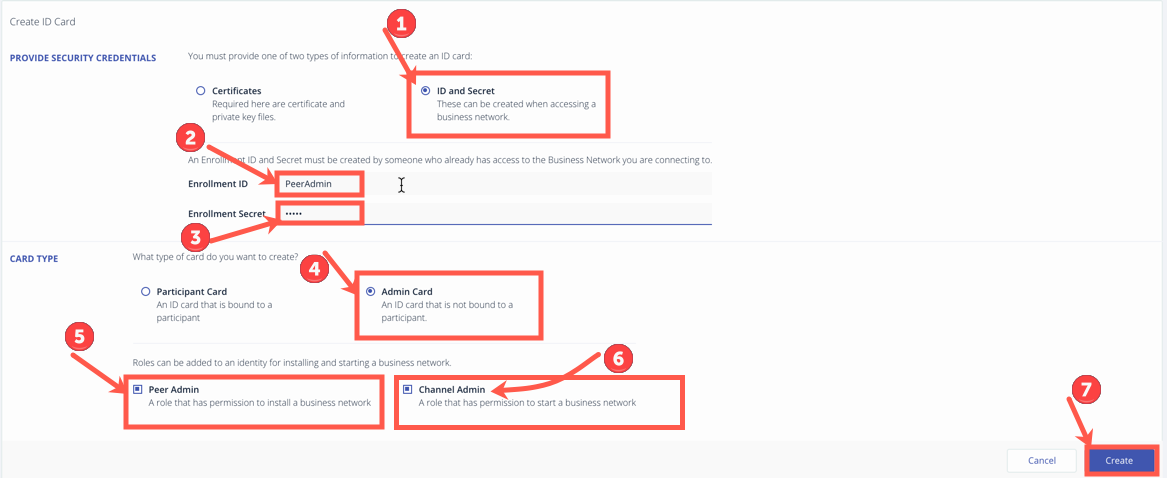 Create ID Card
1
PROVIDE SECURITY CREDENTIALS
You must provide one of two types of information to create an ID card:
Certificates
Required here are certificate and
private key files.
ID and Secret
These can be created when accessing a
business network.
2
An Enrollment ID and Secret must be created by someone who already has access to the Business Network you are connecting to.
Enrollment ID
PeerAdmin
Enrollment Secret
•••••
3
CARD TYPE
What type of card do you want to create?
4
Participant Card
An ID card that is bound to a
participant
Admin Card
An ID card that is not bound to a
participant.
5
6
Roles can be added to an identity for installing and starting a business network.
Peer Admin
A role that has permission to install a business network
Channel Admin
A role that has permission to start a business network
7
Cancel
Create